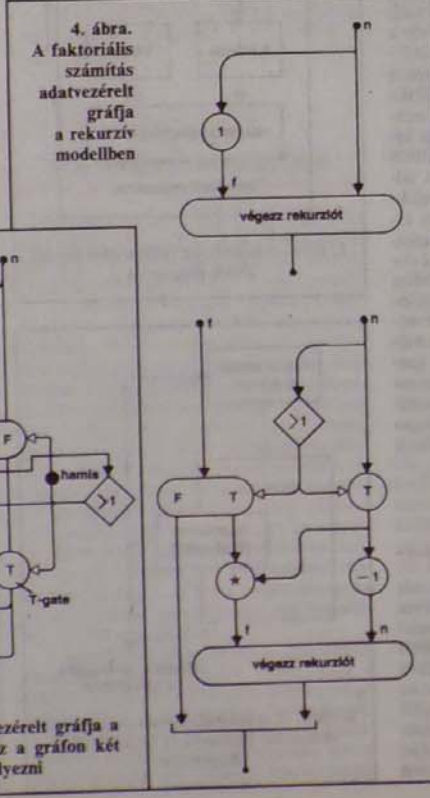 4. ábra.
A faktoriális
számítás
adatvezérelt
gráfja
a rekurzív
modellben
n
1
f
végezz rekurziót
n
F
hamis
>1
T
T-gate
ezérelt gráfja a
z a gráfon két
lyezni
f
n
>1
F T
T
*
-1
f
n
végezz rekurziót